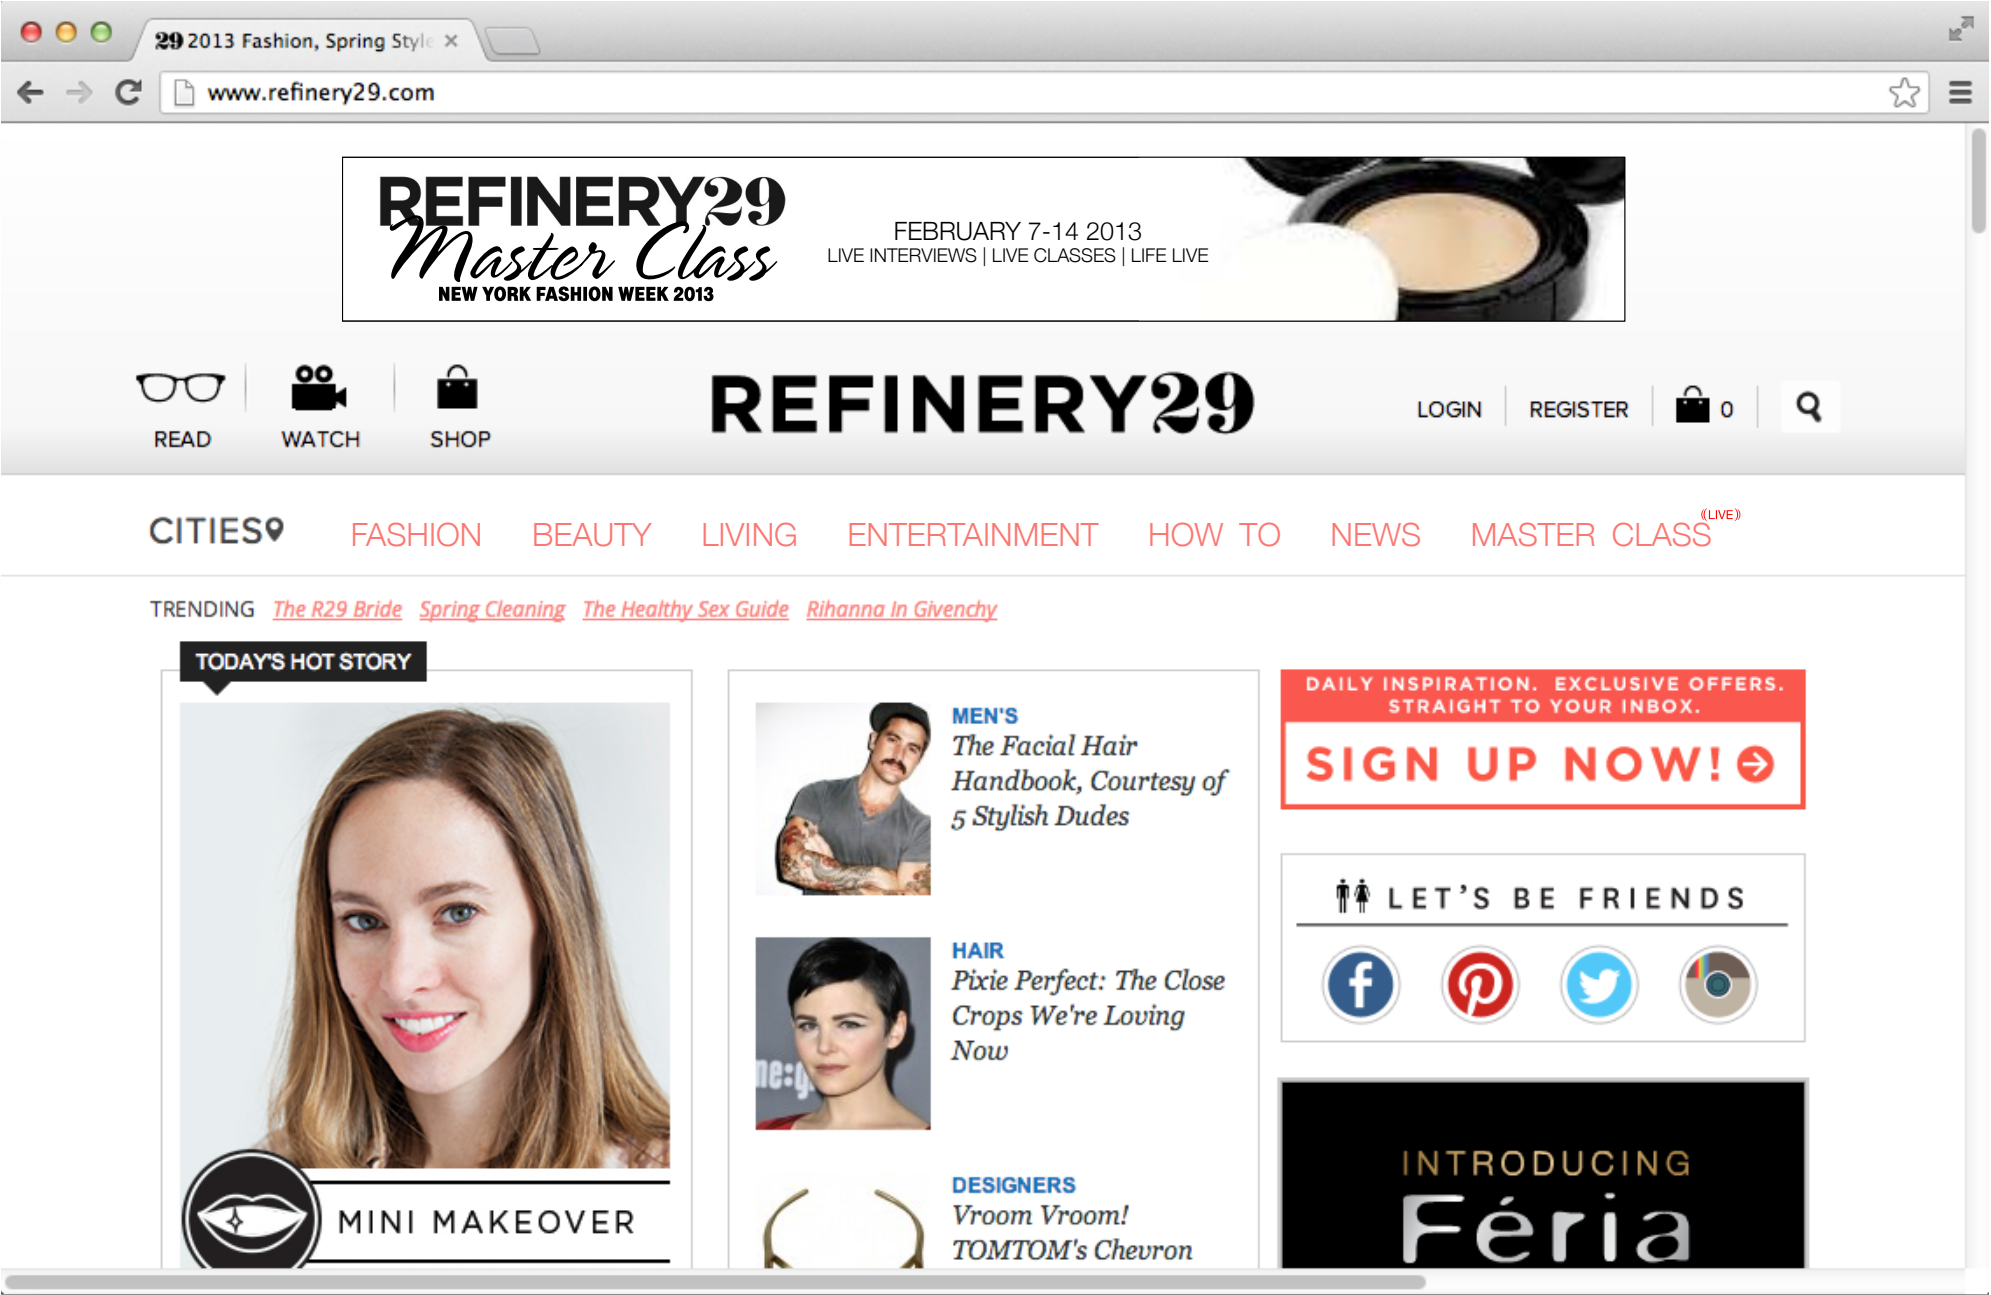 29 2013 Fashion, Spring Style
www.refinery29.com
REFINERY29
Master Class
NEW YORK FASHION WEEK 2013
FEBRUARY 7-14 2013
LIVE INTERVIEWS | LIVE CLASSES | LIFE LIVE
READ
WATCH
SHOP
REFINERY29
LOGIN
REGISTER
0
CITIES
FASHION
BEAUTY
LIVING
ENTERTAINMENT
HOW TO
NEWS
MASTER CLASS
((LIVE))
TRENDING The R29 Bride Spring Cleaning The Healthy Sex Guide Rihanna In Givenchy
TODAY'S HOT STORY
MINI MAKEOVER
MEN'S
The Facial Hair
Handbook, Courtesy of
5 Stylish Dudes
HAIR
Pixie Perfect: The Close
Crops We're Loving
Now
DESIGNERS
Vroom Vroom!
TOMTOM's Chevron
DAILY INSPIRATION. EXCLUSIVE OFFERS.
STRAIGHT TO YOUR INBOX.
SIGN UP NOW!
LET'S BE FRIENDS
INTRODUCING
Féria